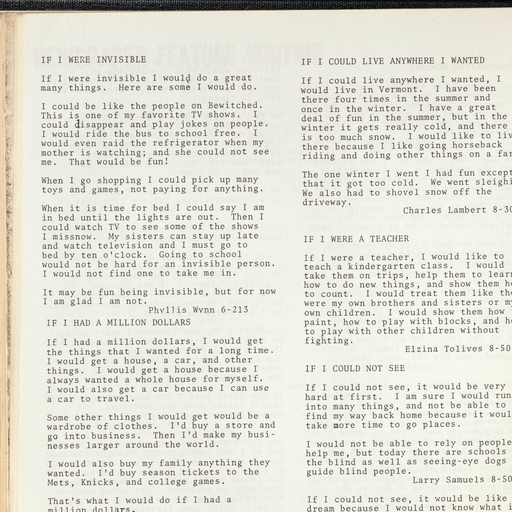 IF I WERE INVISIBLE
If I were invisible I would do a great
many things. Here are some I would do.
I could be like the people on Bewitched.
This is one of my favorite TV shows. I
could disappear and play jokes on people.
I would ride the bus to school free. I
would even raid the refrigerator when my
mother is watching; and she could not see
me. That would be fun!
When I go shopping I could pick up many
toys and games, not paying for anything.
When it is time for bed I could say I am
in bed until the lights are out. Then I
could watch TV to see some of the shows
I missnow. My sisters can stay up late
and watch television and I must go to
bed by ten o'clock. Going to school
would not be hard for an invisible person.
I would not find one to take me in.
It may be fun being invisible, but for now
I am glad I am not.
Phyllis Wynn 6-213
IF I HAD A MILLION DOLLARS
If I had a million dollars, I would get
the things that I wanted for a long time.
I would get a house, a car, and other
things. I would get a house because I
always wanted a whole house for myself.
I would also get a car because I can use
a car to travel.
Some other things I would get would be a
wardrobe of clothes. I'd buy a store and
go into business. Then I'd make my busi-
nesses larger around the world.
I would also buy my family anything they
wanted. I'd buy season tickets to the
Mets, Knicks, and college games.
That's what I would do if I had a
million dollars.
IF I COULD LIVE ANYWHERE I WANTED
If I could live anywhere I wanted, I
would live in Vermont. I have been
there four times in the summer and
once in the winter. I have a great
deal of fun in the summer, but in the
winter it gets really cold, and there
is too much snow. I would like to liv
there because I like going horseback
riding and doing other things on a far
The one winter I went I had fun except
that it got too cold. We went sleighi
We also had to shovel snow off the
driveway.
Charles Lambert 8-30
IF I WERE A TEACHER
If I were a teacher, I would like to
teach a kindergarten class. I would
take them on trips, help them to learn
how to do new things, and show them ho
to count. I would treat them like the
were my own brothers or sisters or my
own children. I would show them how
paint, how to play with blocks, and ho
to play with other children without
fighting.
Elzina Tolives 8-50
IF I COULD NOT SEE
If I could not see, it would be very
hard at first. I am sure I would run
into many things, and not be able to
find my way back home because it woul
take more time to go places.
I would not be able to rely on people
help me, but today there are schools
the blind as well as seeing-eye dogs
guide blind people.
Larry Samuels 8-50
If I could not see, it would be like
dream because I would not know what i